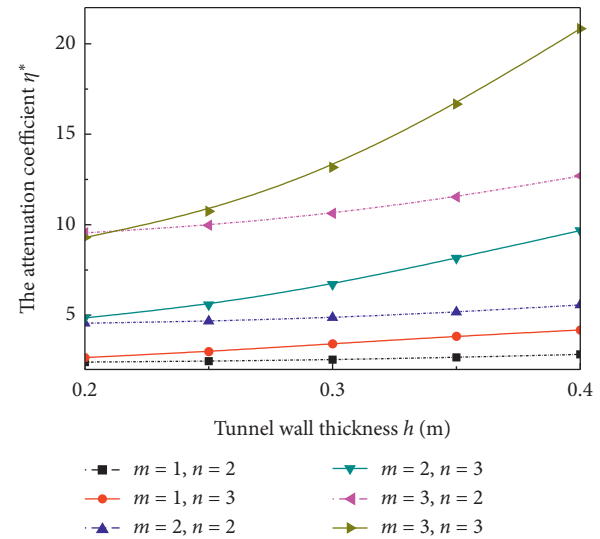 20
15
10
5
0.2 0.3 0.4
The attenuation coefficient η*
Tunnel wall thickness h (m)
m = 1, n = 2
m = 1, n = 3
m = 2, n = 2
m = 2, n = 3
m = 3, n = 2
m = 3, n = 3